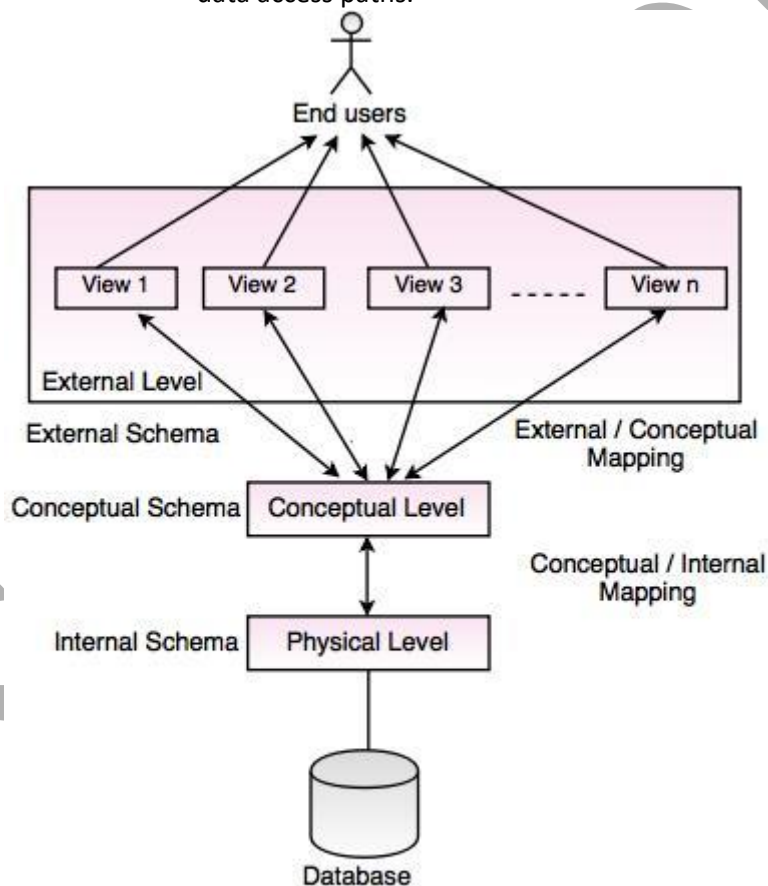 data access paths.
End users
View 1 View 2 View 3 ----- View n
External Level
External Schema
External / Conceptual
Mapping
Conceptual Schema
Conceptual Level
Conceptual / Internal
Mapping
Internal Schema
Physical Level
Database